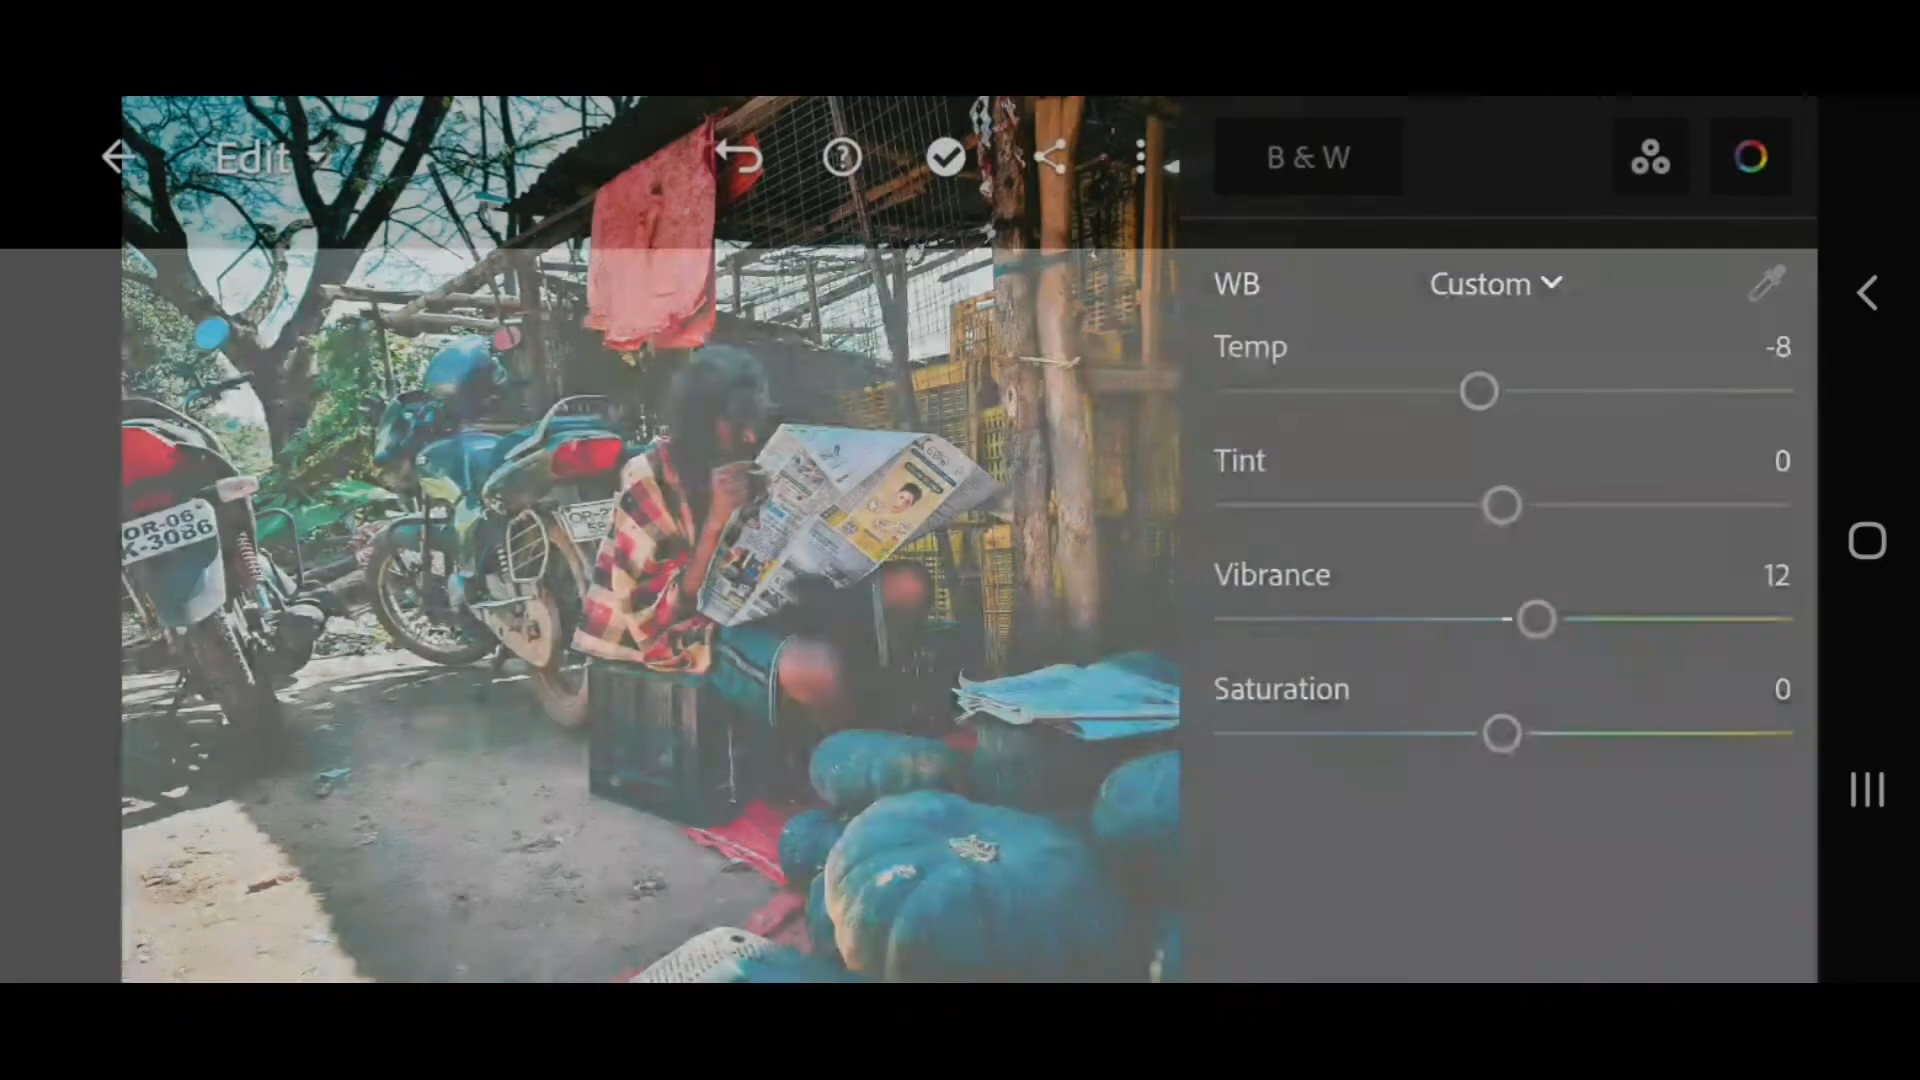 Edit
B & W
WB Custom
Temp -8
Tint 0
Vibrance 12
Saturation 0
OR-06
K-3086